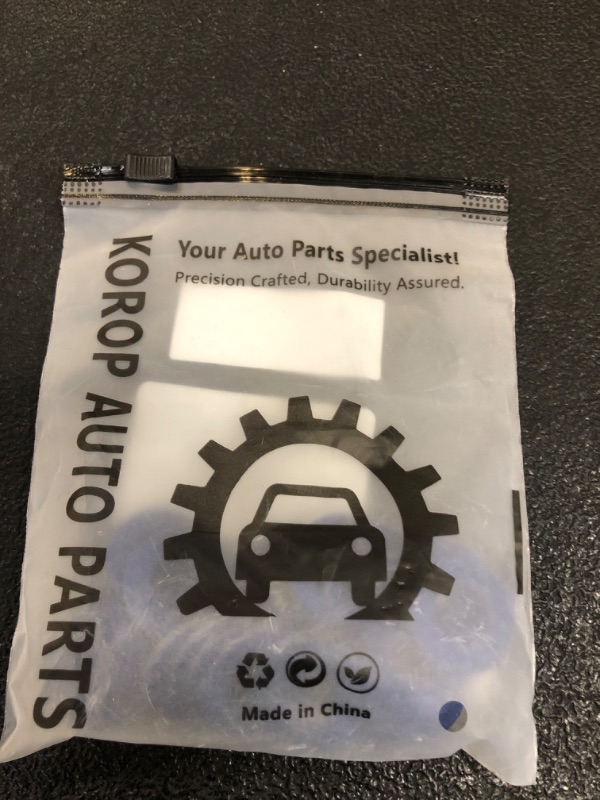 Your Auto Parts Specialist!
Precision Crafted, Durability Assured.
KOROP AUTO PARTS
Made in China